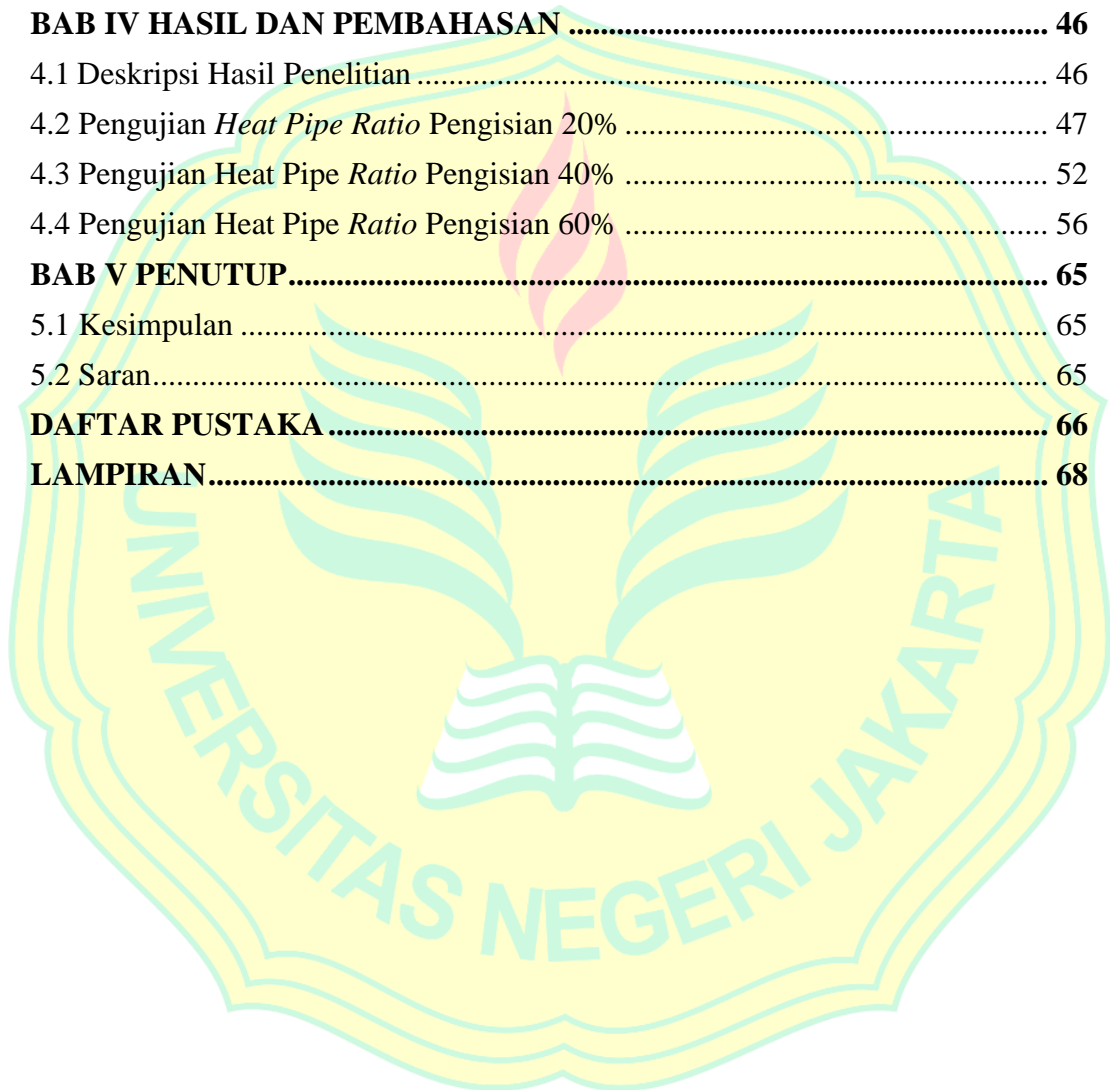 BAB IV HASIL DAN PEMBAHASAN ............................................................. 46
4.1 Deskripsi Hasil Penelitian ................................................................................ 46
4.2 Pengujian Heat Pipe Ratio Pengisian 20% ..................................................... 47
4.3 Pengujian Heat Pipe Ratio Pengisian 40% ..................................................... 52
4.4 Pengujian Heat Pipe Ratio Pengisian 60% ..................................................... 56
BAB V PENUTUP ................................................................................................. 65
5.1 Kesimpulan ...................................................................................................... 65
5.2 Saran ................................................................................................................. 65
DAFTAR PUSTAKA ............................................................................................ 66
LAMPIRAN ........................................................................................................... 68
UNIVERSITAS NEGERI JAKARTA